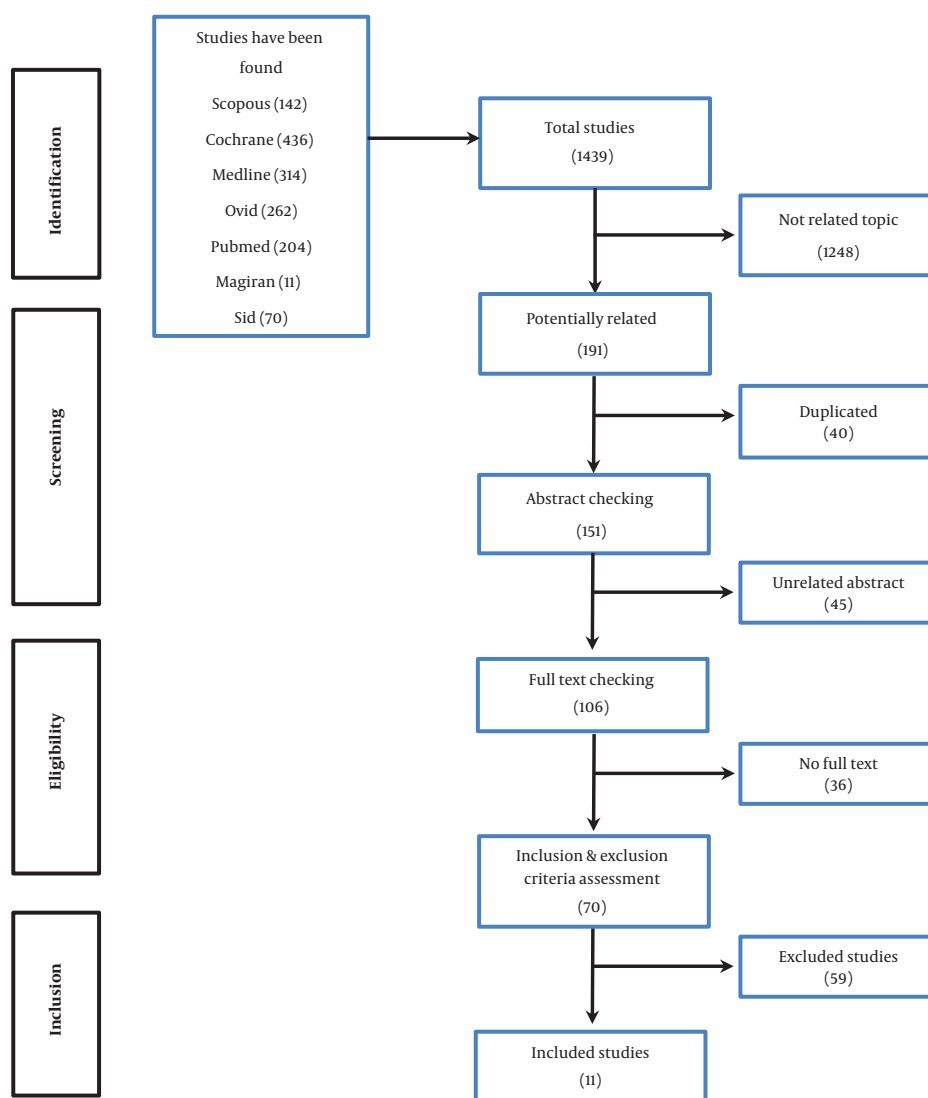 Identification
Studies have been
found
Scopous (142)
Cochrane (436)
Medline (314)
Ovid (262)
Pubmed (204)
Magiran (11)
Sid (70)
Total studies
(1439)
Not related topic
(1248)
Screening
Potentially related
(191)
Duplicated
(40)
Abstract checking
(151)
Unrelated abstract
(45)
Eligibility
Full text checking
(106)
No full text
(36)
Inclusion & exclusion
criteria assessment
(70)
Inclusion
Excluded studies
(59)
Included studies
(11)